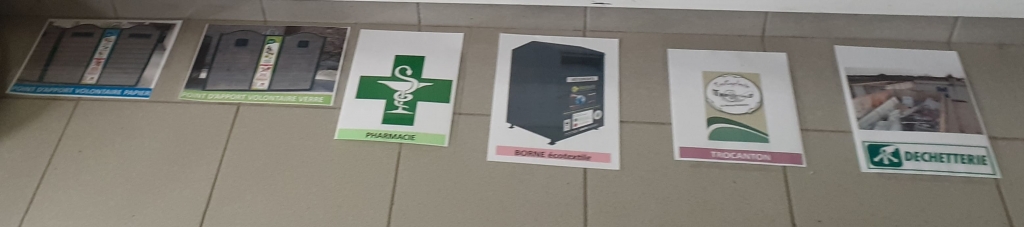 POINT D'APPORT VOLONTAIRE PAPIER
POINT D'APPORT VOLONTAIRE VERRE
PHARMACIE
BORNE écotextile
TROCANTON
DECHETTERIE